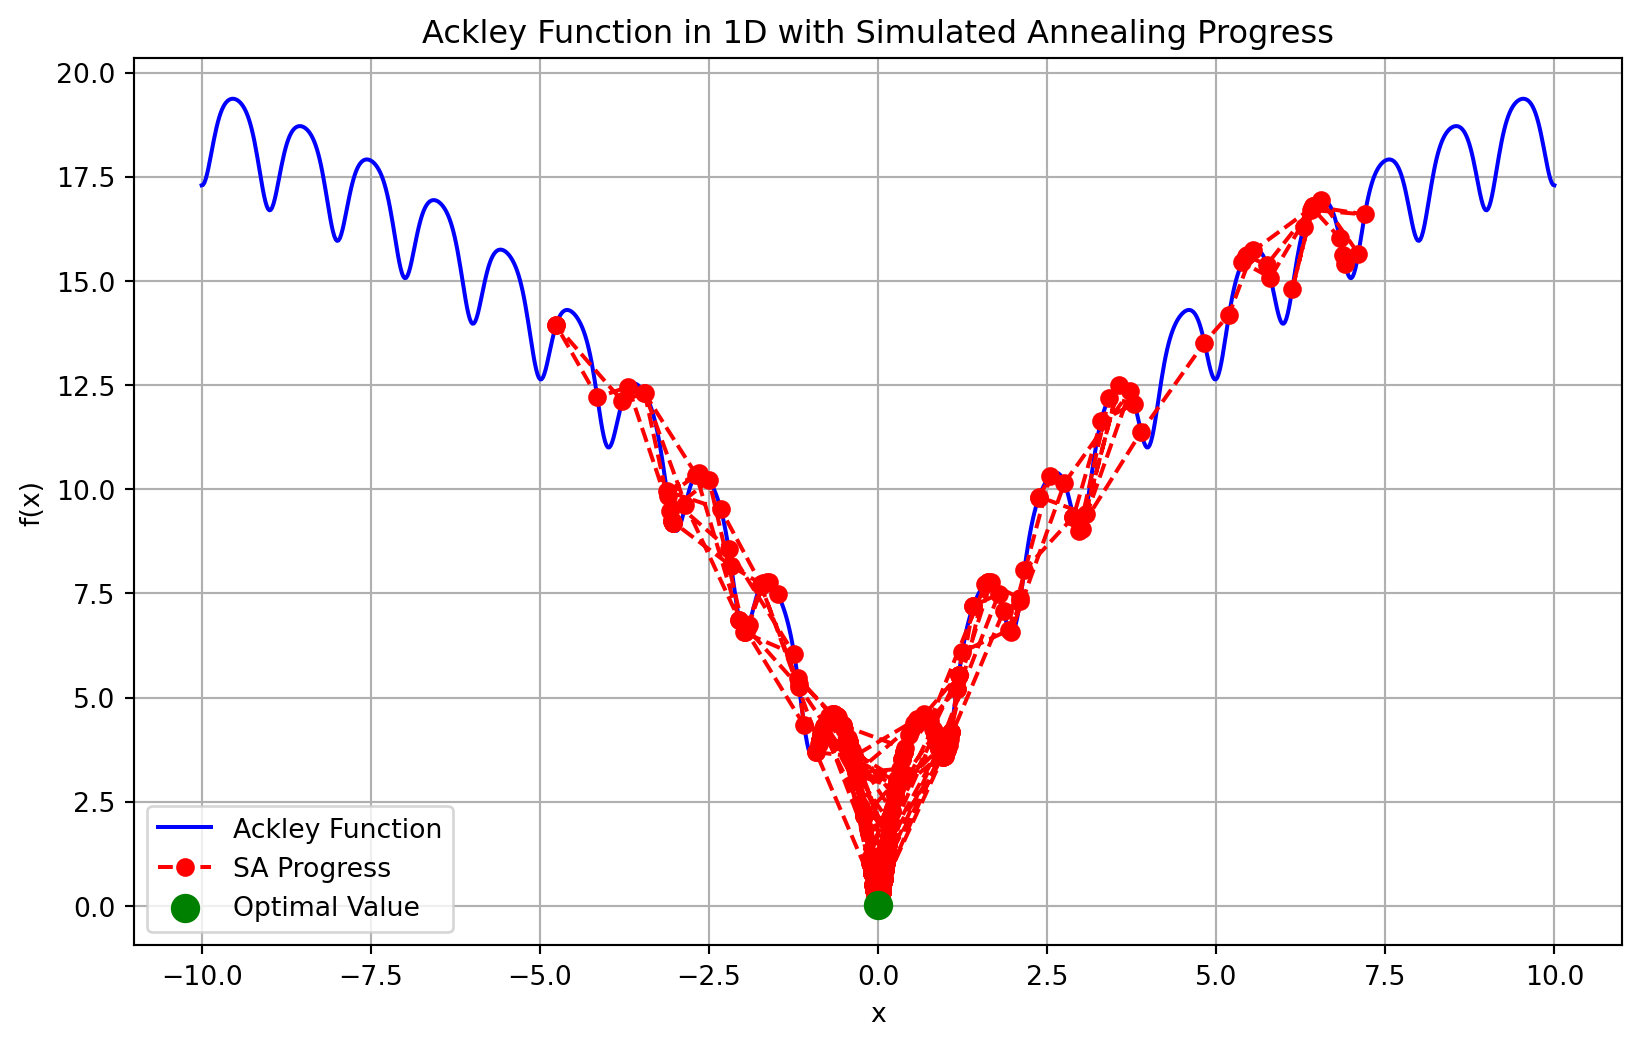 Ackley Function in 1D with Simulated Annealing Progress
20.0
17.5
15.0
12.5
10.0
7.5
5.0
2.5
0.0
f(x)
Ackley Function
SA Progress
Optimal Value
−10.0 −7.5 −5.0 −2.5 0.0 2.5 5.0 7.5 10.0
x